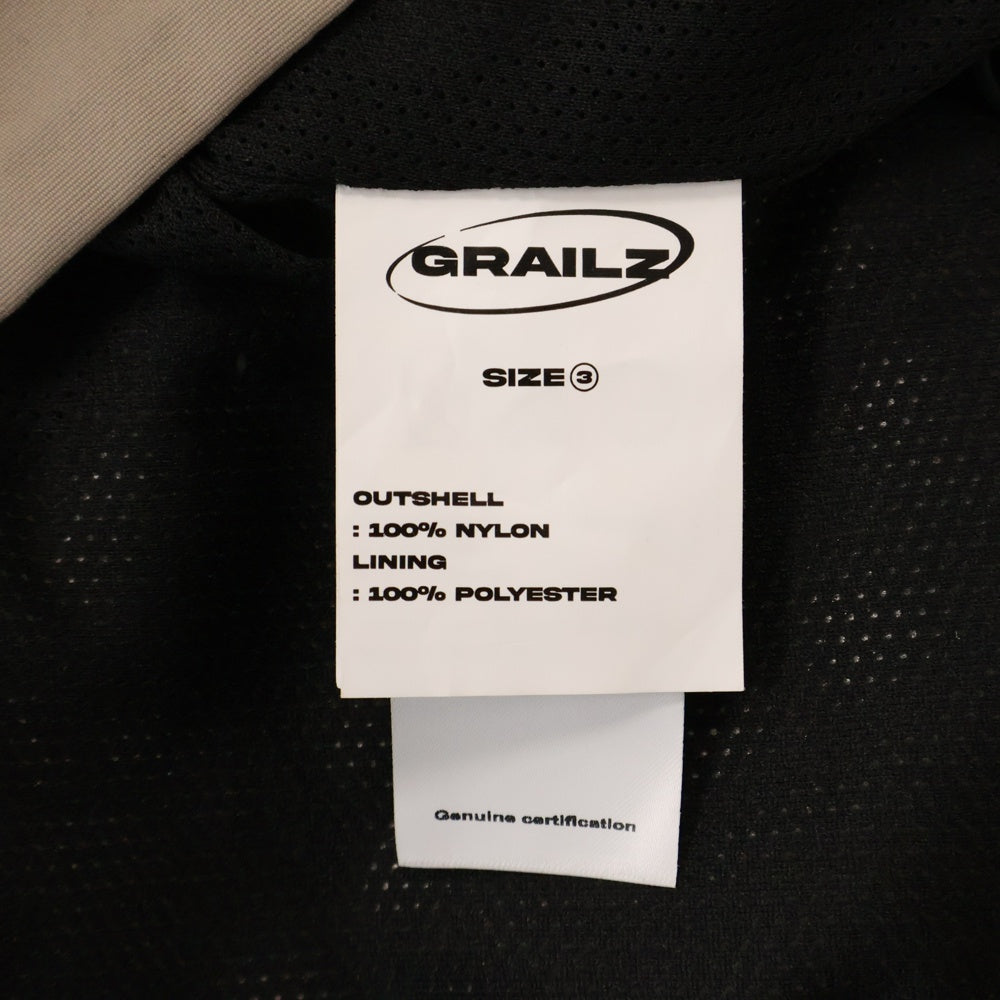 GRAILZ
SIZE ③
OUTSHELL
: 100% NYLON
LINING
: 100% POLYESTER
Genuine certification